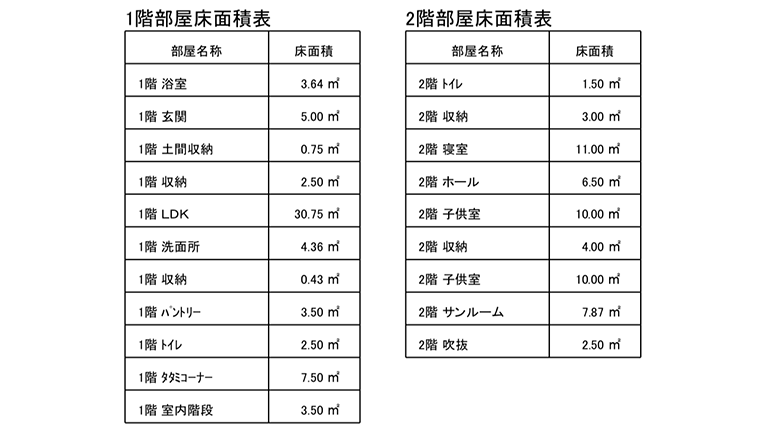 1階部屋床面積表
部屋名称 床面積
1階 浴室 3.64 ㎡
1階 玄関 5.00 ㎡
1階 土間収納 0.75 ㎡
1階 収納 2.50 ㎡
1階 LDK 30.75 ㎡
1階 洗面所 4.36 ㎡
1階 収納 0.43 ㎡
1階 ﾊﾟﾝﾄﾘｰ 3.50 ㎡
1階 ﾄｲﾚ 2.50 ㎡
1階 ﾀﾀﾐｺｰﾅｰ 7.50 ㎡
1階 室内階段 3.50 ㎡
2階部屋床面積表
部屋名称 床面積
2階 ﾄｲﾚ 1.50 ㎡
2階 収納 3.00 ㎡
2階 寝室 11.00 ㎡
2階 ホール 6.50 ㎡
2階 子供室 10.00 ㎡
2階 収納 4.00 ㎡
2階 子供室 10.00 ㎡
2階 サンルーム 7.87 ㎡
2階 吹抜 2.50 ㎡